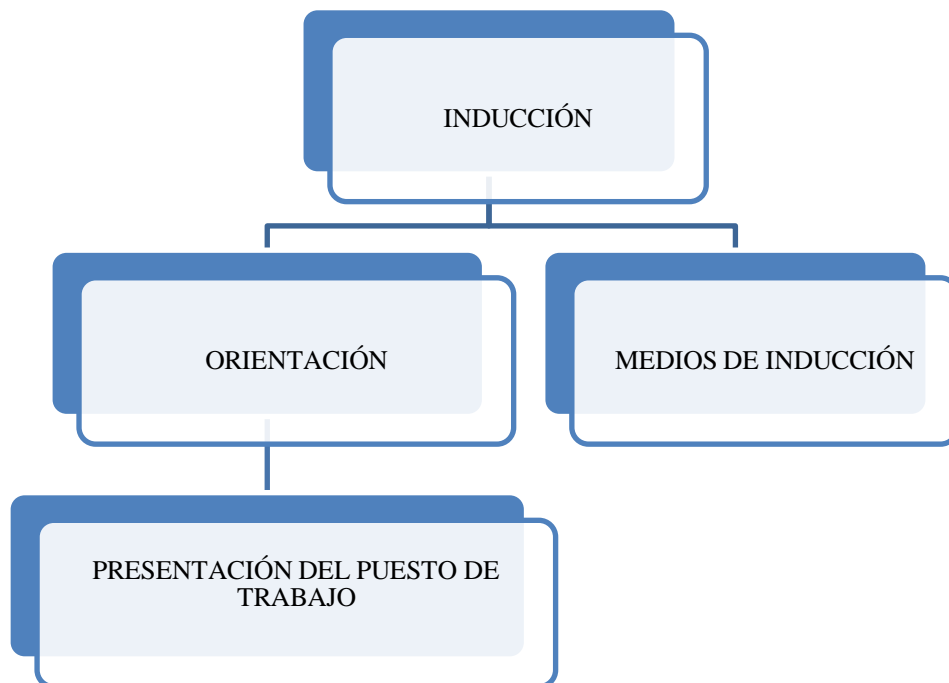 INDUCCIÓN
ORIENTACIÓN
MEDIOS DE INDUCCIÓN
PRESENTACIÓN DEL PUESTO DE
TRABAJO